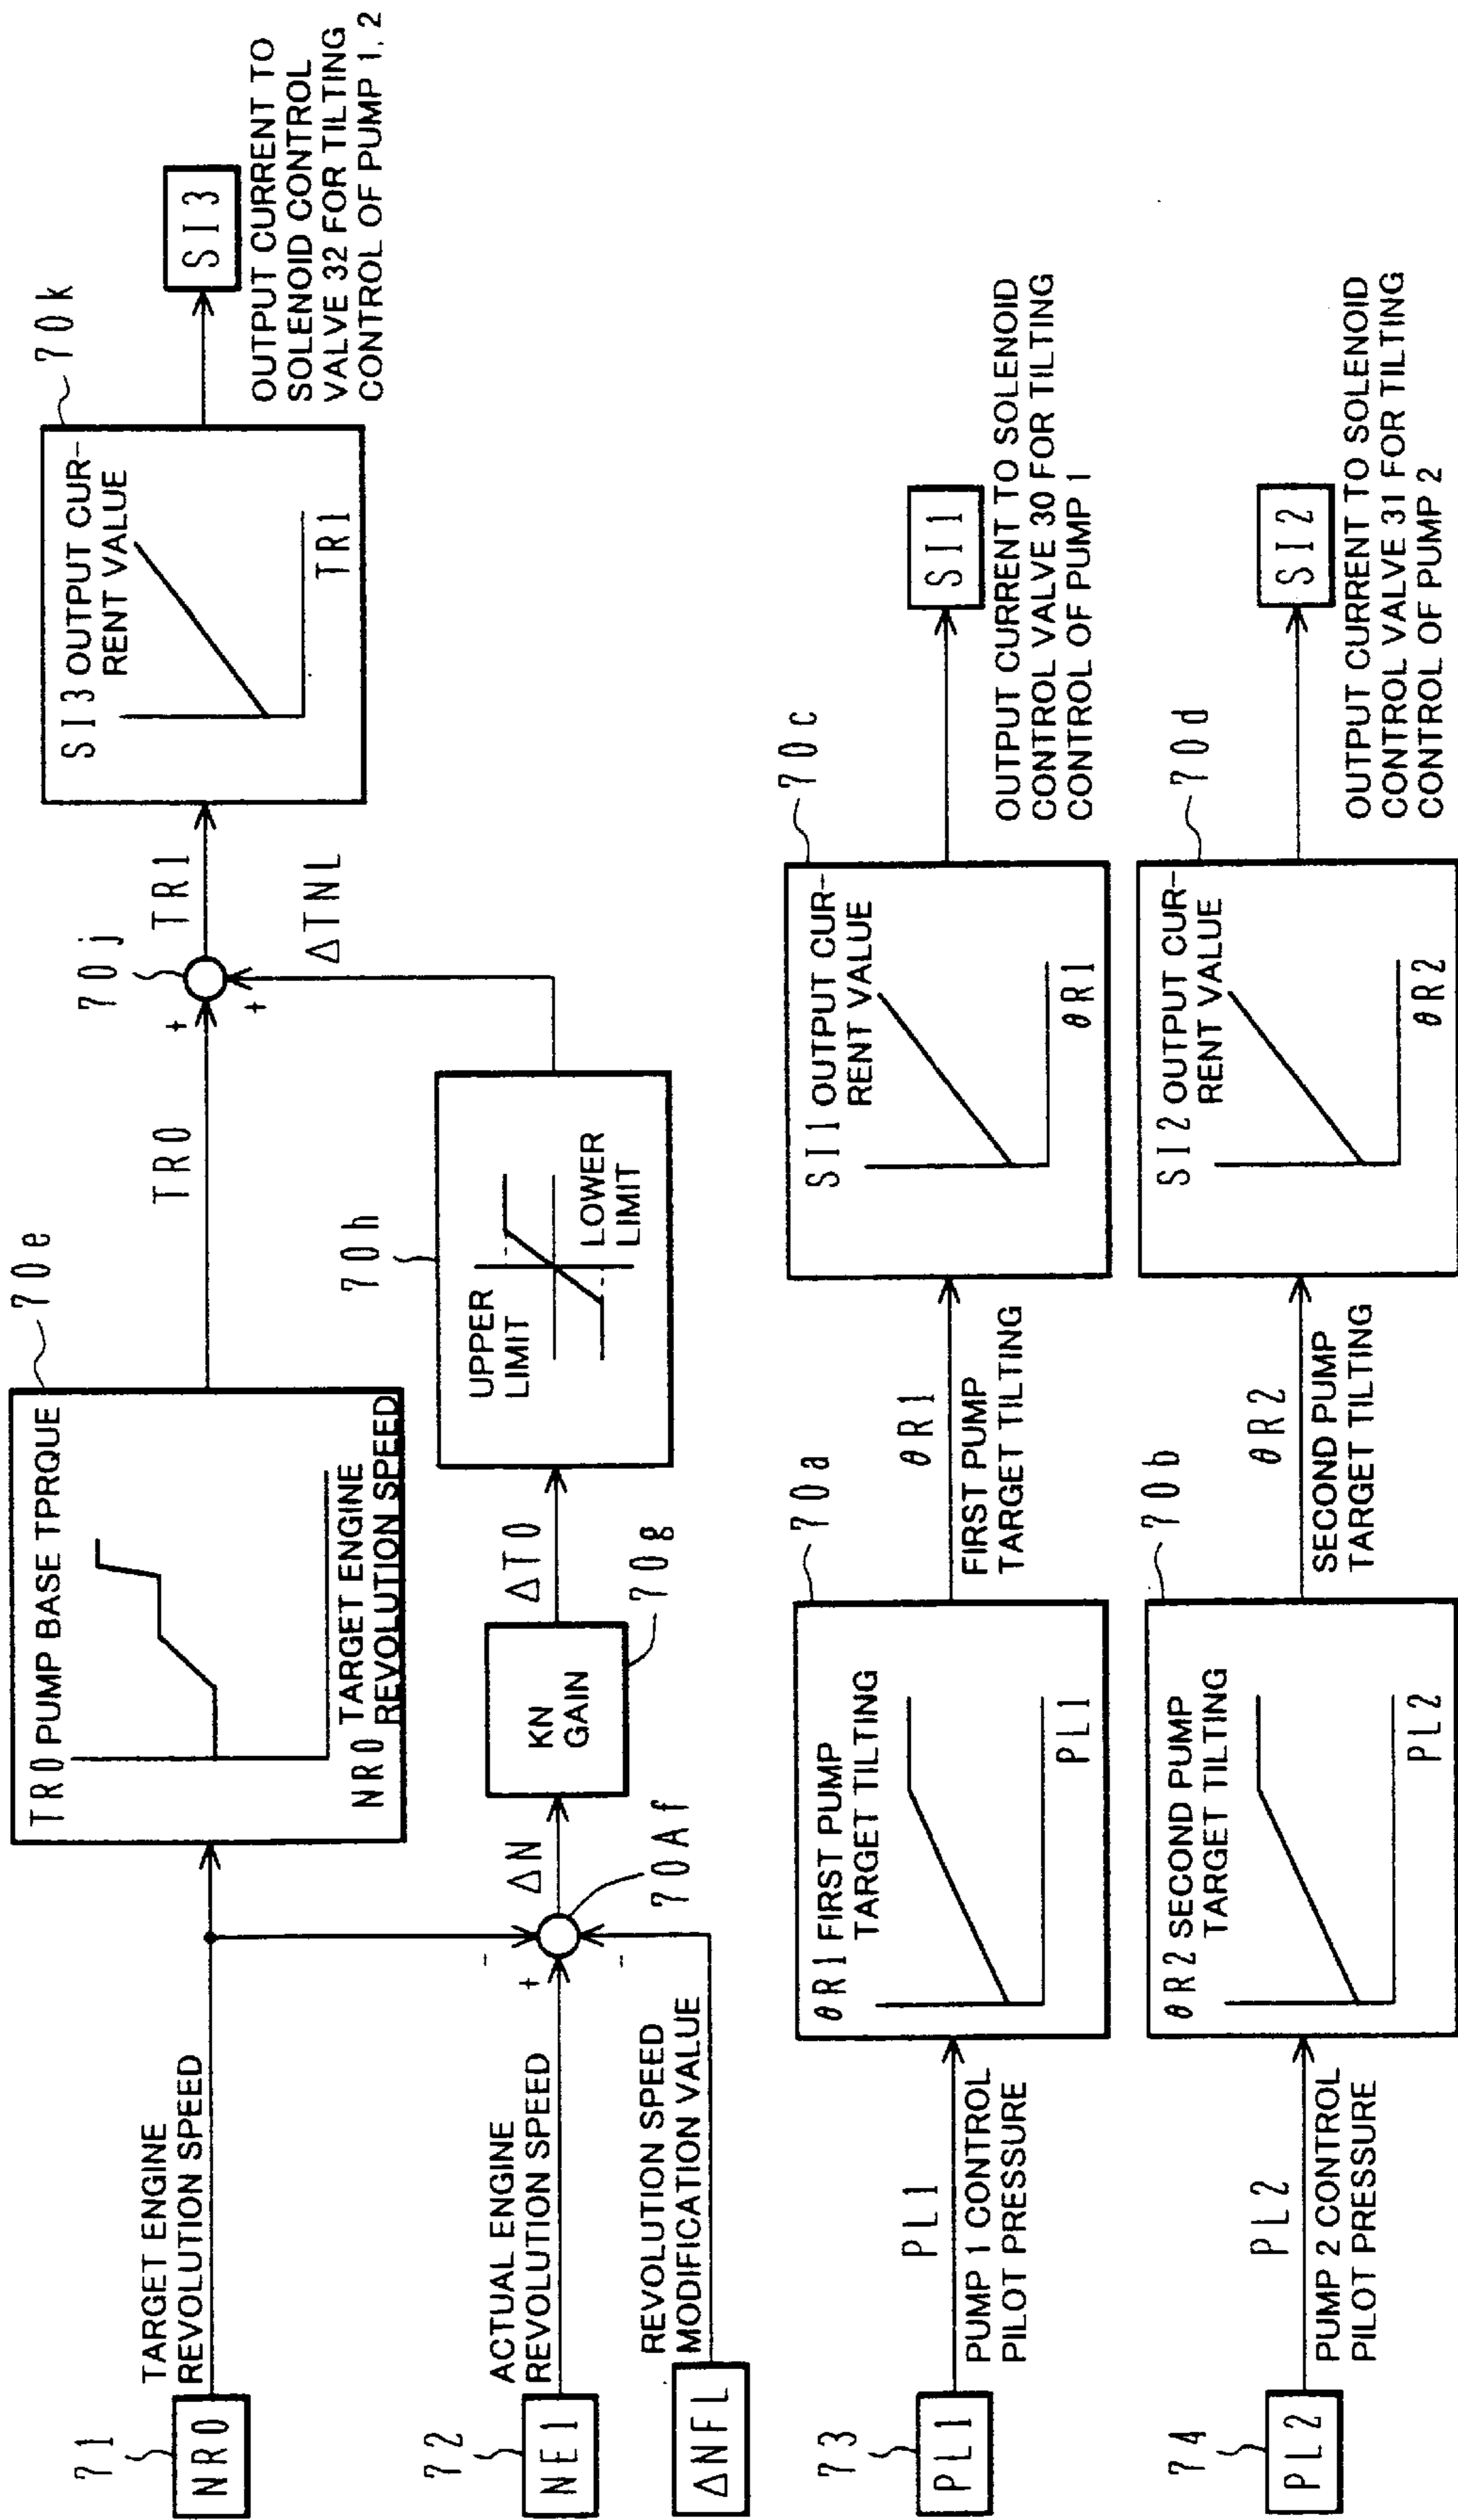 71
NR0
TARGET ENGINE
REVOLUTION SPEED
70e
TR0 PUMP BASE TPRQUE
NR0 TARGET ENGINE
REVOLUTION SPEED
TR0
70j
+
+
TR1
ΔTNL
70k
SI3 OUTPUT CUR-
RENT VALUE
TR1
SI3
OUTPUT CURRENT TO
SOLENOID CONTROL
VALVE 32 FOR TILTING
CONTROL OF PUMP 1, 2
72
NE1
ACTUAL ENGINE
REVOLUTION SPEED
ΔNFL
REVOLUTION SPEED
MODIFICATION VALUE
-
+
-
70Af
ΔN
KN
GAIN
70g
ΔT0
70h
UPPER
LIMIT
LOWER
LIMIT
73
PL1
PL1
PUMP 1 CONTROL
PILOT PRESSURE
70a
θR1 FIRST PUMP
TARGET TILTING
PL1
θR1
FIRST PUMP
TARGET TILTING
70c
SI1 OUTPUT CUR-
RENT VALUE
θR1
SI1
OUTPUT CURRENT TO SOLENOID
CONTROL VALVE 30 FOR TILTING
CONTROL OF PUMP 1
74
PL2
PL2
PUMP 2 CONTROL
PILOT PRESSURE
70b
θR2 SECOND PUMP
TARGET TILTING
PL2
θR2
SECOND PUMP
TARGET TILTING
70d
SI2 OUTPUT CUR-
RENT VALUE
θR2
SI2
OUTPUT CURRENT TO SOLENOID
CONTROL VALVE 31 FOR TILTING
CONTROL OF PUMP 2